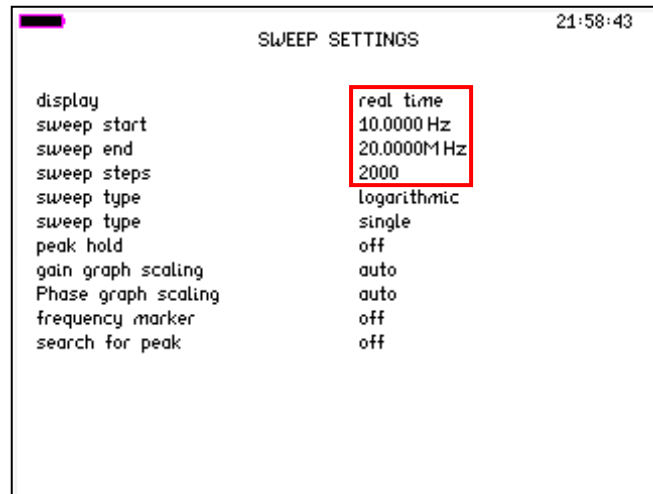 21:58:43
SWEEP SETTINGS
display real time
sweep start 10.0000 Hz
sweep end 20.0000M Hz
sweep steps 2000
sweep type logarithmic
sweep type single
peak hold off
gain graph scaling auto
Phase graph scaling auto
frequency marker off
search for peak off